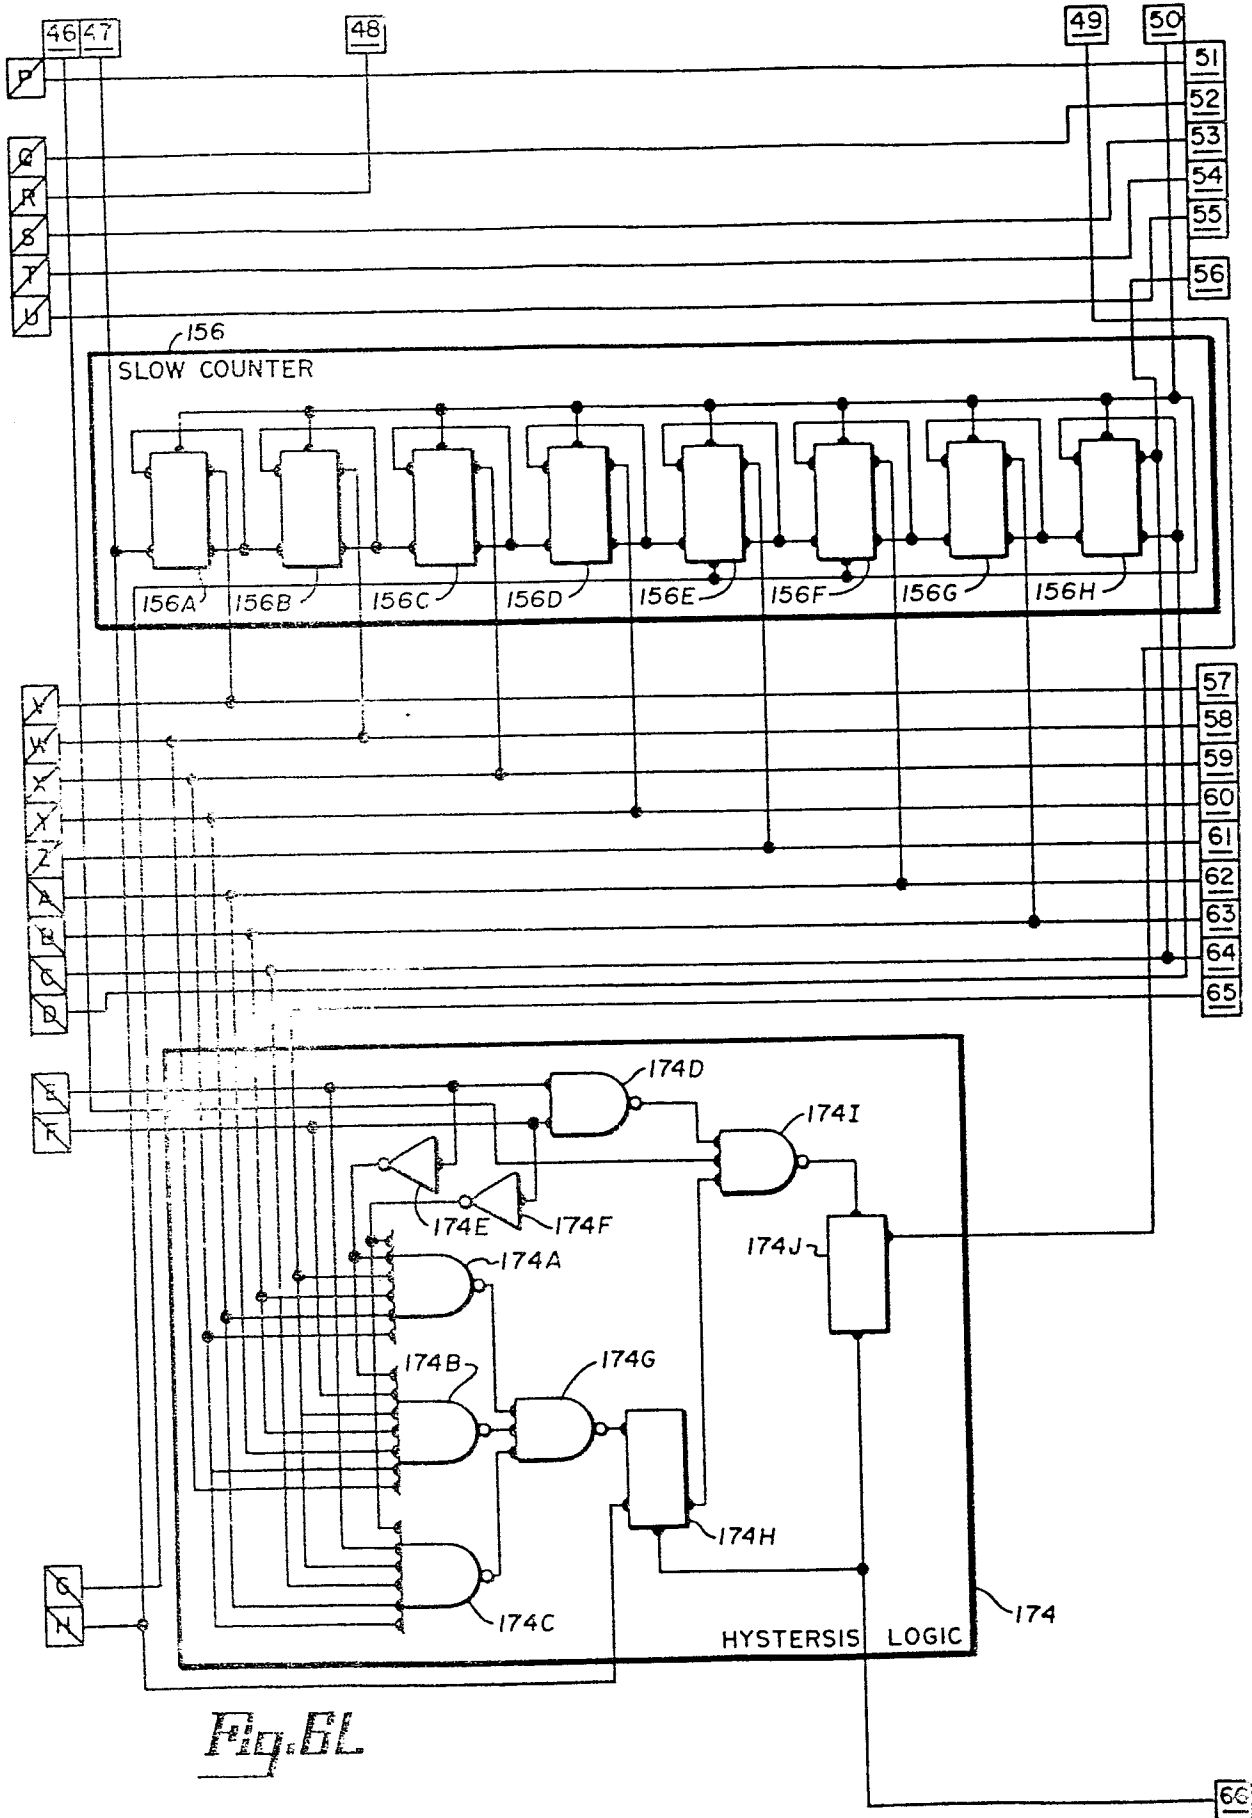 46 47 48 49 50
P 51
52
Q 53
R 54
S 55
T 56
U
156
SLOW COUNTER
156A 156B 156C 156D 156E 156F 156G 156H
V 57
W 58
X 59
Y 60
Z 61
A 62
B 63
C 64
D 65
E
F
174D
174I
174E 174F
174A
174J
174B
174G
174H
174C
G
H
174
HYSTERSIS LOGIC
Fig. 6L
66